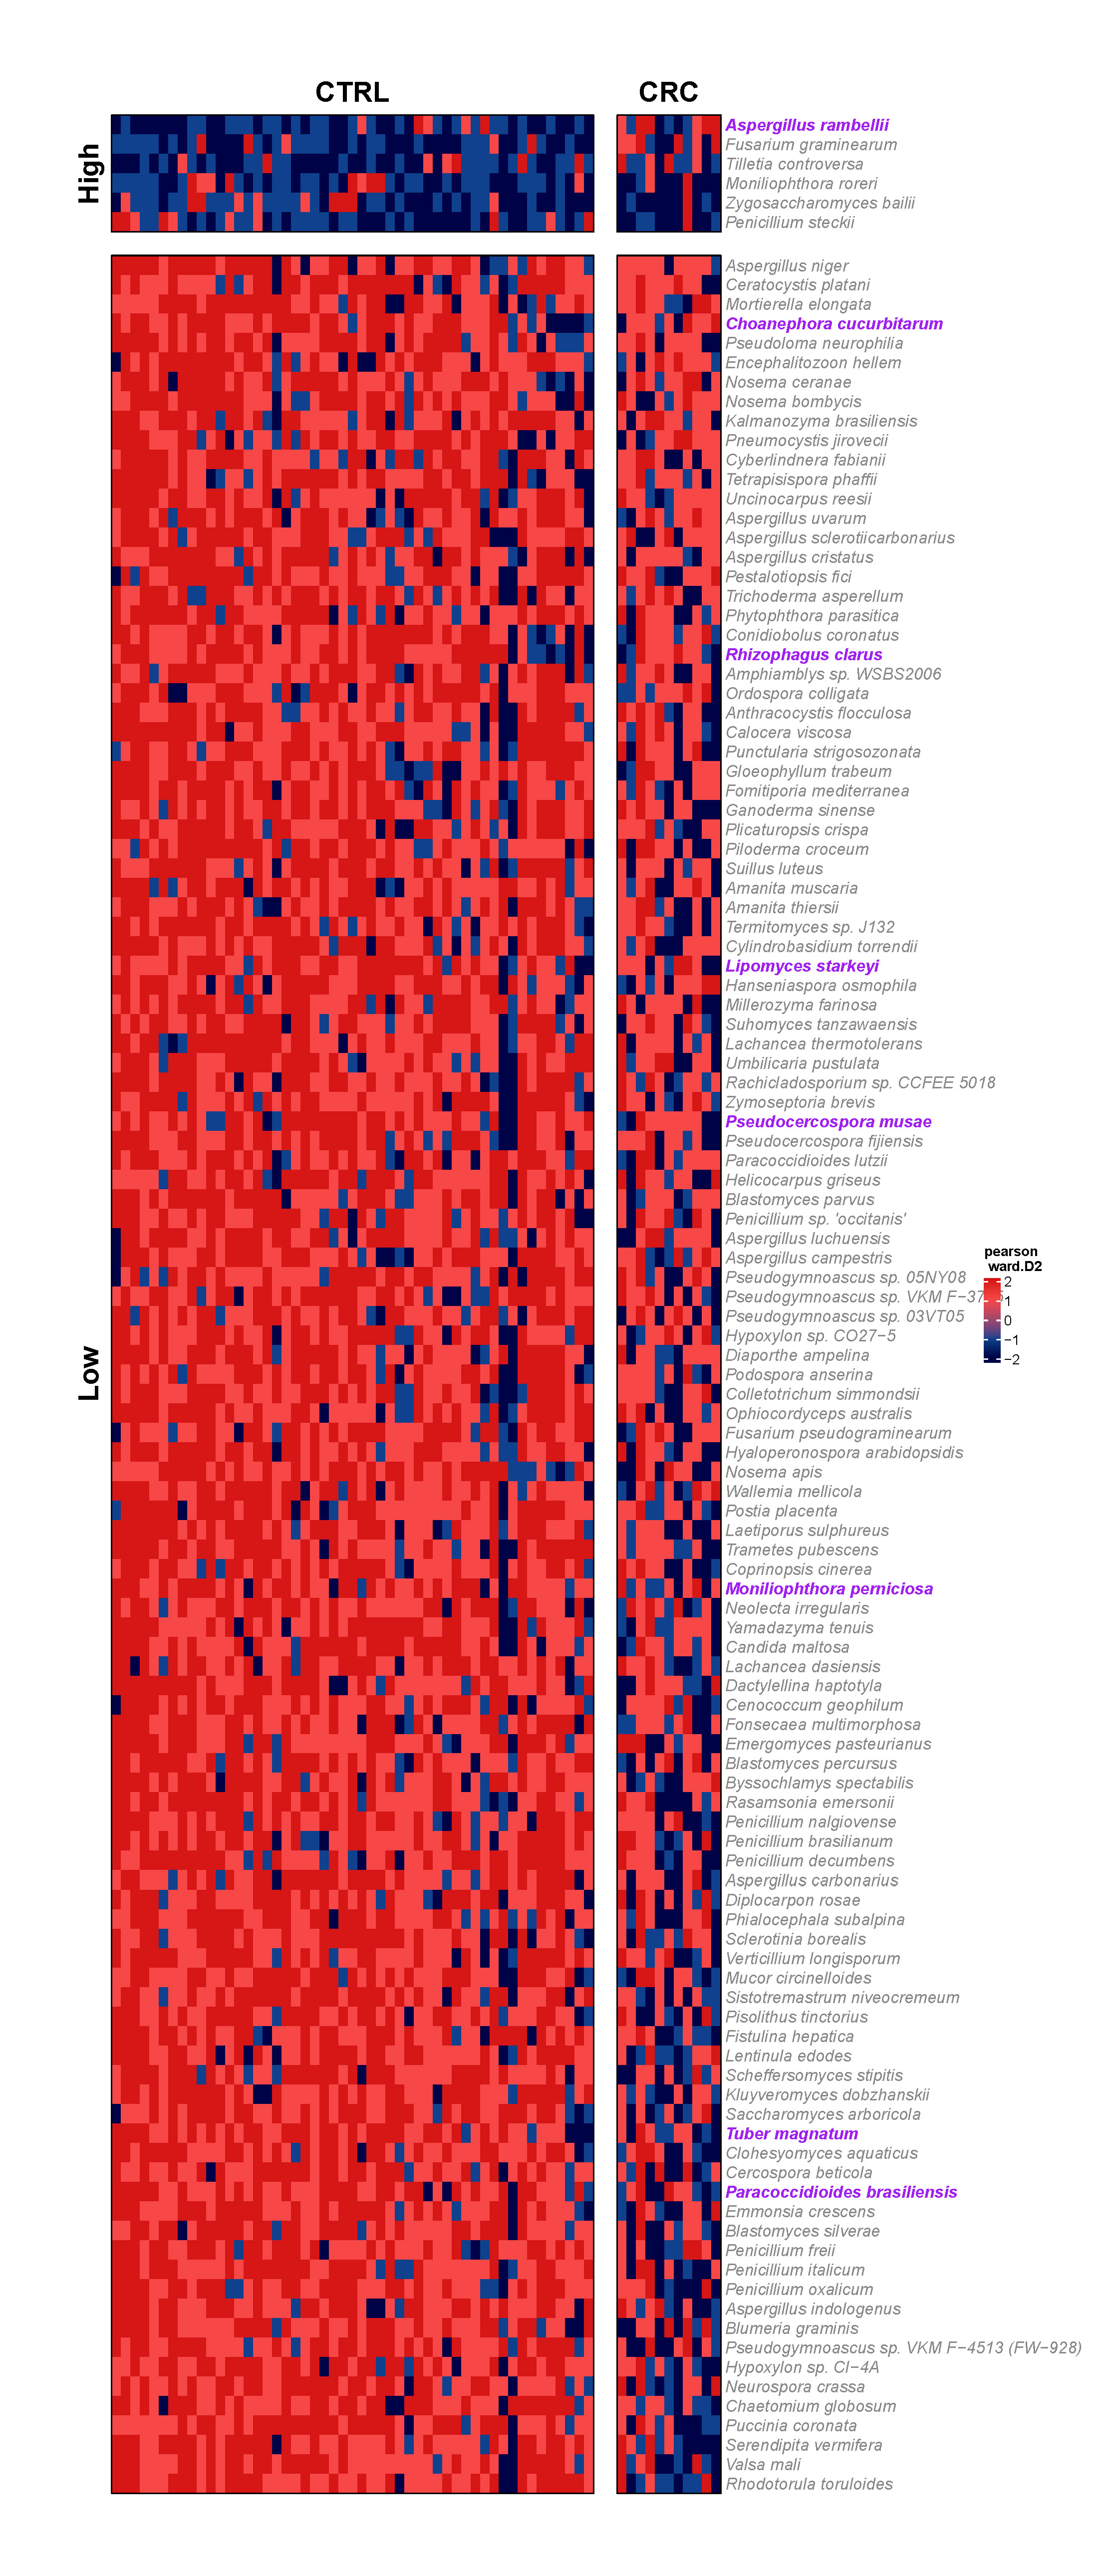 CTRL
CRC
High
Aspergillus rambellii
Fusarium graminearum
Tilletia controversa
Moniliophthora roreri
Zygosaccharomyces bailii
Penicillium steckii
Low
Aspergillus niger
Ceratocystis platani
Mortierella elongata
Choanephora cucurbitarum
Pseudoloma neurophilia
Encephalitozoon hellem
Nosema ceranae
Nosema bombycis
Kalmanozyma brasiliensis
Pneumocystis jirovecii
Cyberlindnera fabianii
Tetrapisispora phaffii
Uncinocarpus reesii
Aspergillus uvarum
Aspergillus sclerotiicarbonarius
Aspergillus cristatus
Pestalotiopsis fici
Trichoderma asperellum
Phytophthora parasitica
Conidiobolus coronatus
Rhizophagus clarus
Amphiamblys sp. WSBS2006
Ordospora colligata
Anthracocystis flocculosa
Calocera viscosa
Punctularia strigosozonata
Gloeophyllum trabeum
Fomitiporia mediterranea
Ganoderma sinense
Plicaturopsis crispa
Piloderma croceum
Suillus luteus
Amanita muscaria
Amanita thiersii
Termitomyces sp. J132
Cylindrobasidium torrendii
Lipomyces starkeyi
Hanseniaspora osmophila
Millerozyma farinosa
Suhomyces tanzawaensis
Lachancea thermotolerans
Umbilicaria pustulata
Rachicladosporium sp. CCFEE 5018
Zymoseptoria brevis
Pseudocercospora musae
Pseudocercospora fijiensis
Paracoccidioides lutzii
Helicocarpus griseus
Blastomyces parvus
Penicillium sp. 'occitanis'
Aspergillus luchuensis
Aspergillus campestris
Pseudogymnoascus sp. 05NY08
Pseudogymnoascus sp. VKM
Pseudogymnoascus sp. 03VT05
Hypoxylon sp. CO27−5
Diaporthe ampelina
Podospora anserina
Colletotrichum simmondsii
Ophiocordyceps australis
Fusarium pseudograminearum
Hyaloperonospora arabidopsidis
Nosema apis
Wallemia mellicola
Postia placenta
Laetiporus sulphureus
Trametes pubescens
Coprinopsis cinerea
Moniliophthora perniciosa
Neolecta irregularis
Yamadazyma tenuis
Candida maltosa
Lachancea dasiensis
Dactylellina haptotyla
Cenococcum geophilum
Fonsecaea multimorphosa
Emergomyces pasteurianus
Blastomyces percursus
Byssochlamys spectabilis
Rasamsonia emersonii
Penicillium nalgiovense
Penicillium brasilianum
Penicillium decumbens
Aspergillus carbonarius
Diplocarpon rosae
Phialocephala subalpina
Sclerotinia borealis
Verticillium longisporum
Mucor circinelloides
Sistotremastrum niveocremeum
Pisolithus tinctorius
Fistulina hepatica
Lentinula edodes
Scheffersomyces stipitis
Kluyveromyces dobzhanskii
Saccharomyces arboricola
Tuber magnatum
Clohesyomyces aquaticus
Cercospora beticola
Paracoccidioides brasiliensis
Emmonsia crescens
Blastomyces silverae
Penicillium freii
Penicillium italicum
Penicillium oxalicum
Aspergillus indologenus
Blumeria graminis
Pseudogymnoascus sp. VKM F−4513 (FW−928)
Hypoxylon sp. CI−4A
Neurospora crassa
Chaetomium globosum
Puccinia coronata
Serendipita vermifera
Valsa mali
Rhodotorula toruloides
pearson
ward.D2
2
1
0
−1
−2